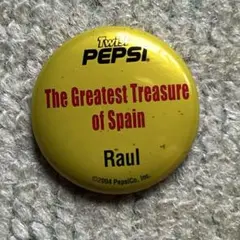 Twist
PEPSI
The Greatest Treasure
of Spain
Raul
©2004 PepsiCo, Inc.